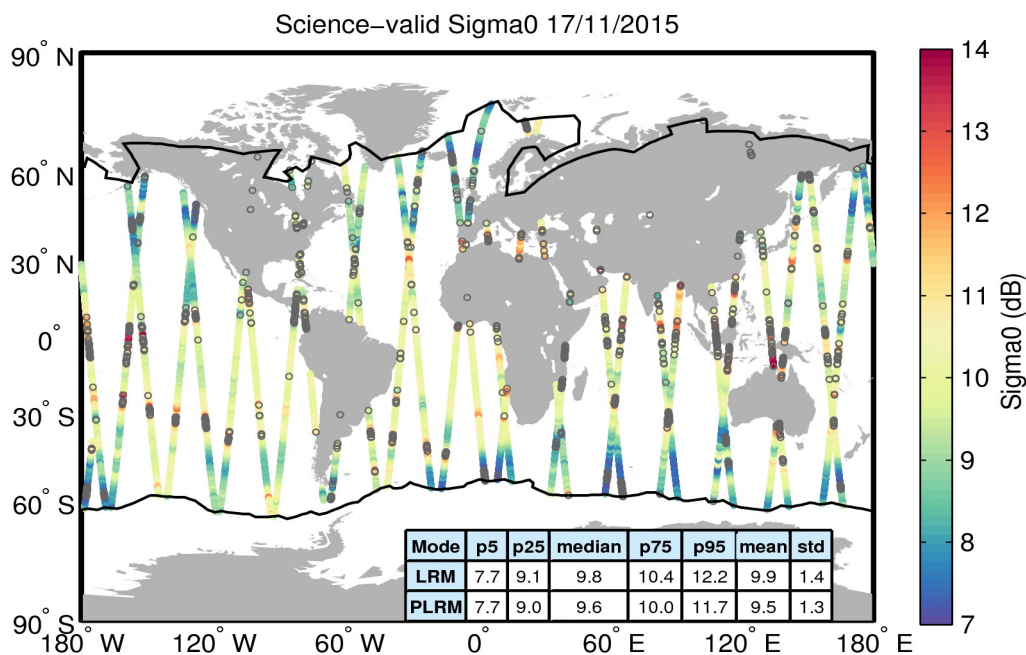 Science−valid Sigma0 17/11/2015
90° N
60° N
30° N
0°
30° S
60° S
90° S
180° W
120° W
60° W
0°
60° E
120° E
180° E
14
13
12
11
10
9
8
7
Sigma0 (dB)
Mode p5 p25 median p75 p95 mean std
LRM 7.7 9.1 9.8 10.4 12.2 9.9 1.4
PLRM 7.7 9.0 9.6 10.0 11.7 9.5 1.3